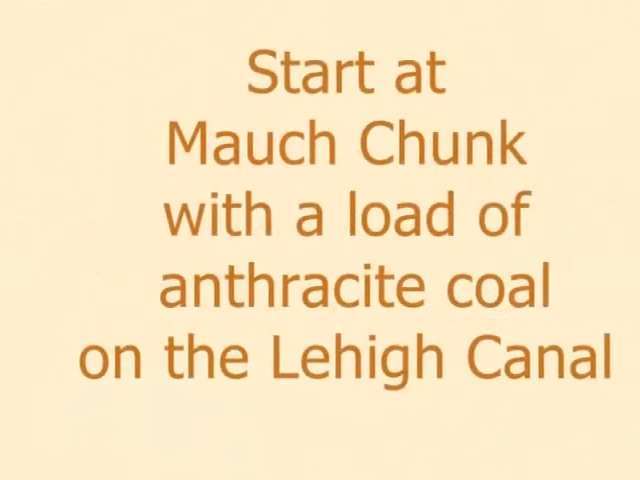 Start at
Mauch Chunk
with a load of
anthracite coal
on the Lehigh Canal